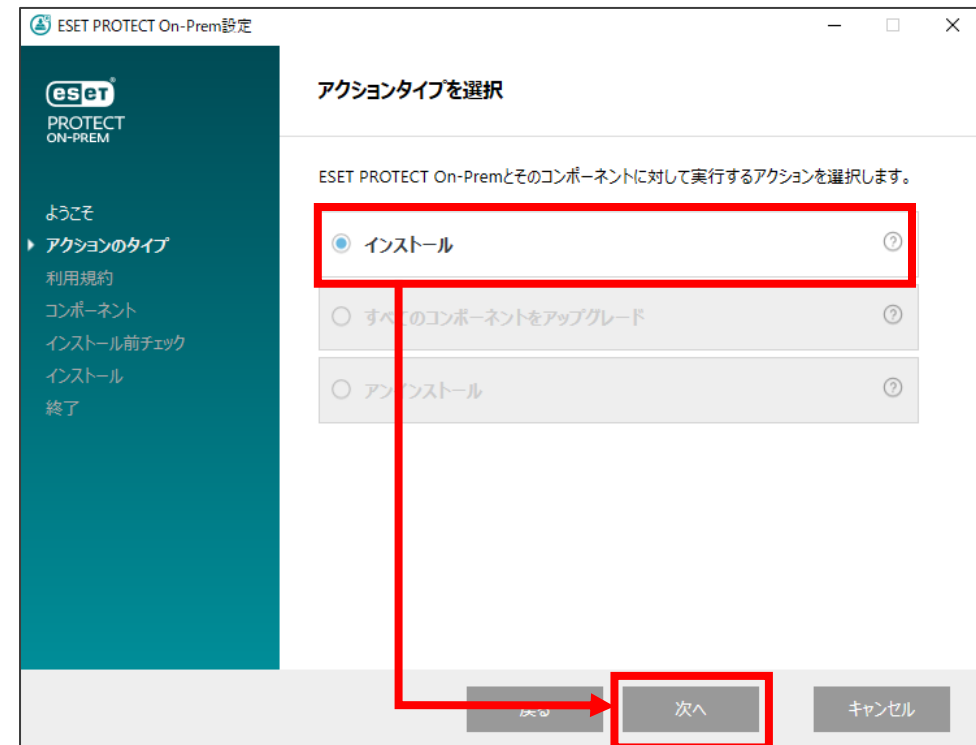 ESET PROTECT On-Prem設定
eseT
PROTECT
ON-PREM
ようこそ
アクションのタイプ
利用規約
コンポーネント
インストール前チェック
インストール
終了
アクションタイプを選択
ESET PROTECT On-Premとそのコンポーネントに対して実行するアクションを選択します。
インストール
すべてのコンポーネントをアップグレード
アンインストール
戻る
次へ
キャンセル